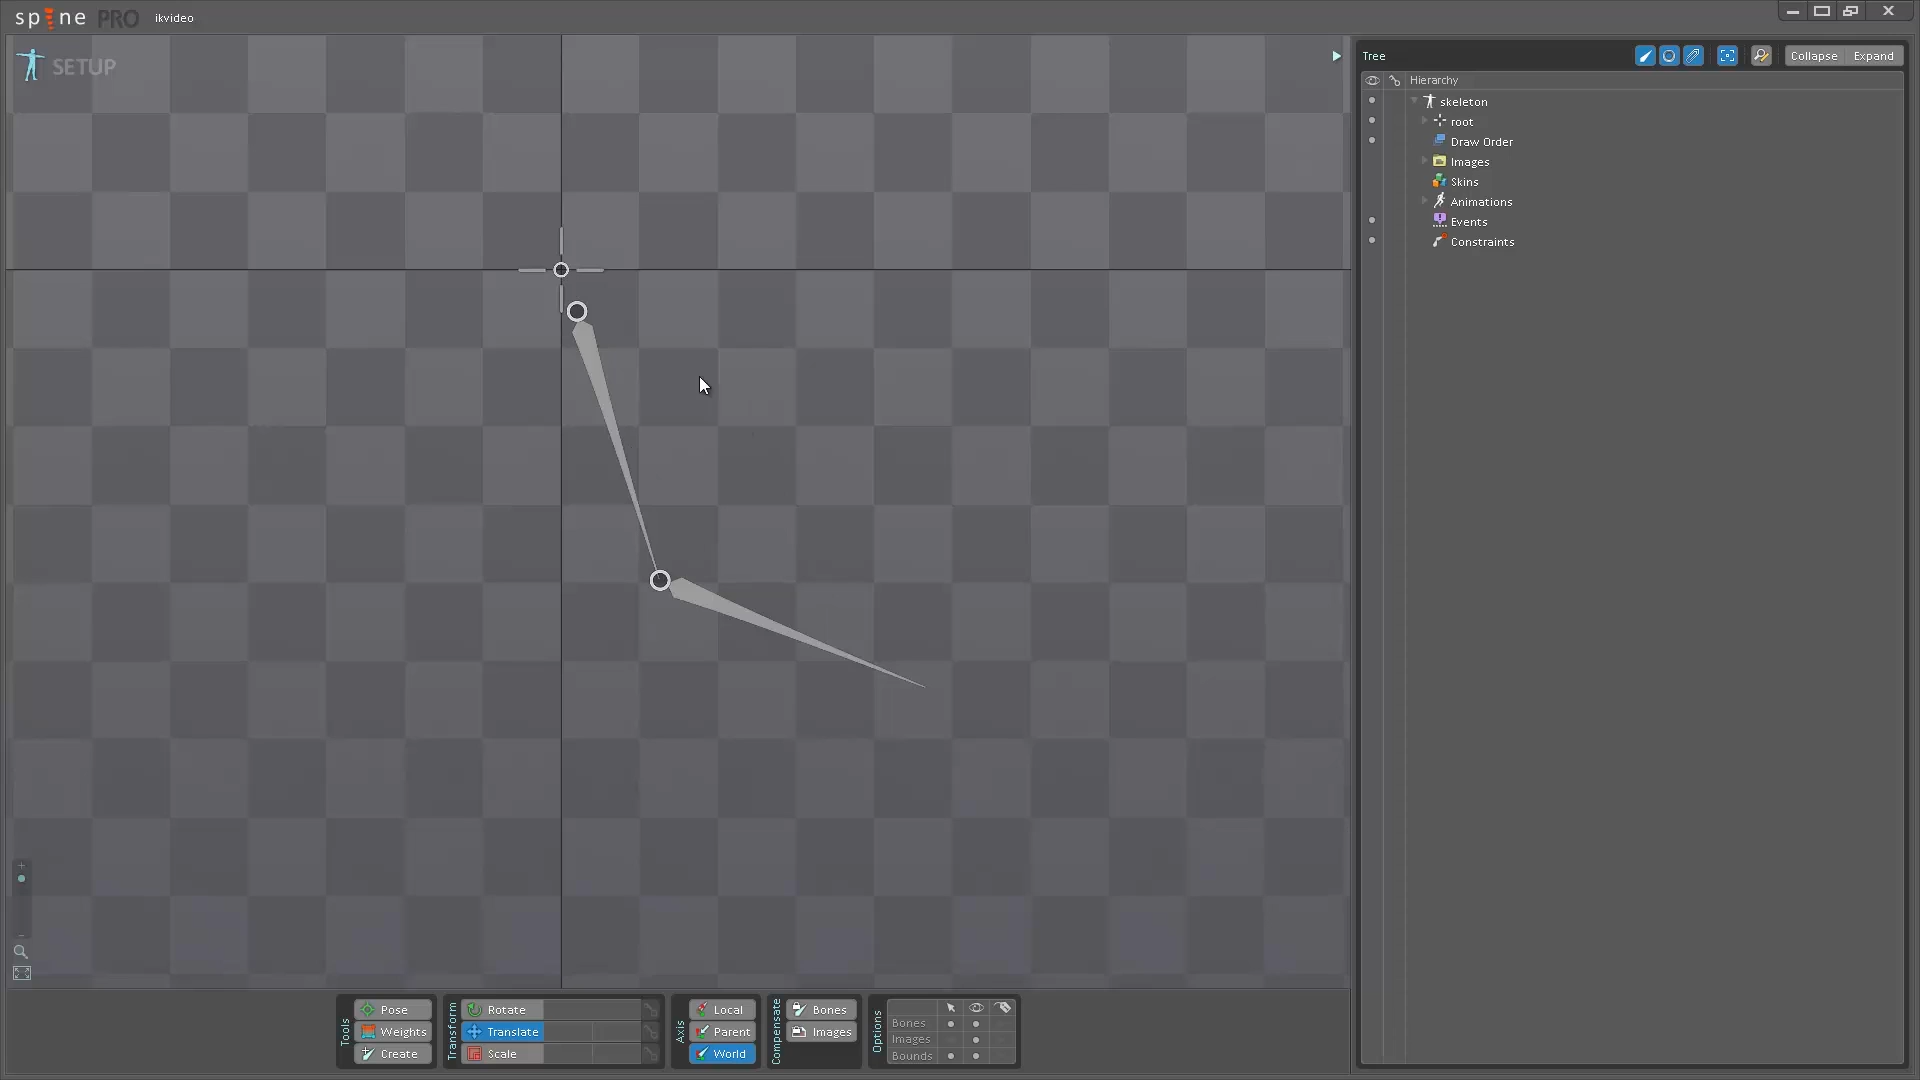 spine PRO ikvideo
SETUP
Tree
Collapse Expand
Hierarchy
skeleton
root
Draw Order
Images
Skins
Animations
Events
Constraints
Tools
Pose
Weights
Create
Transform
Rotate
Translate
Scale
Axis
Local
Parent
World
Compensate
Bones
Images
Options
Bones
Images
Bounds